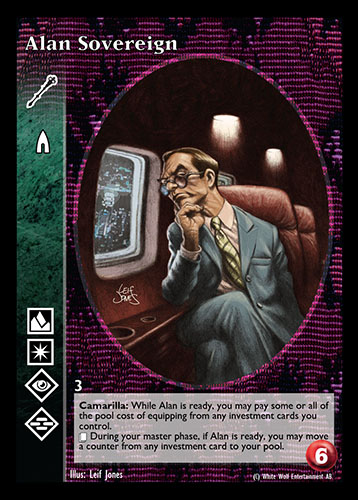 Alan Sovereign
LEIF
JONES
3
Camarilla: While Alan is ready, you may pay some or all of
the pool cost of equipping from any investment cards you
control.
During your master phase, if Alan is ready, you may move
a counter from any investment card to your pool.
6
Illus: Leif Jones
(C) White Wolf Entertainment AB.